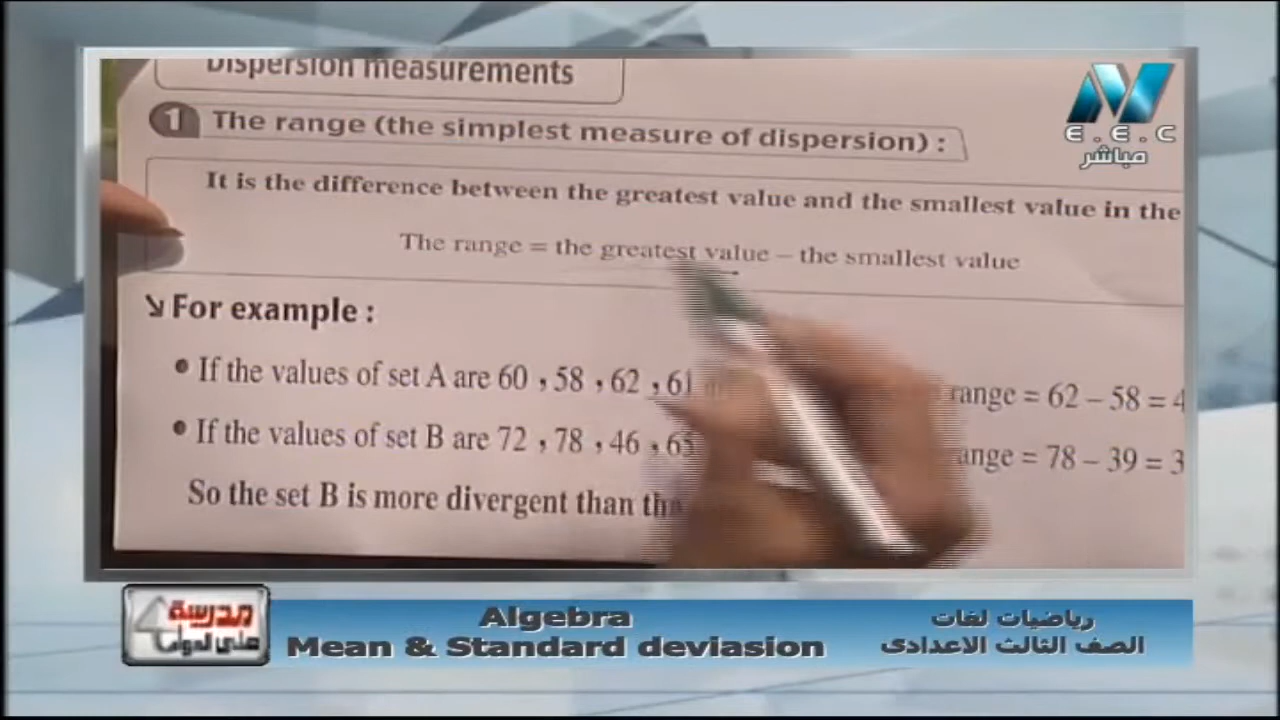 Dispersion measurements
1 The range (the simplest measure of dispersion) :
It is the difference between the greatest value and the smallest value in the
The range = the greatest value – the smallest value
For example :
• If the values of set A are 60 , 58 , 62 , 61 range = 62 – 58 = 4
• If the values of set B are 72 , 78 , 46 , 65 range = 78 – 39 = 3
So the set B is more divergent than
E . E . C
مباشر
مدرسة
على الهواء
Algebra
Mean & Standard deviasion
رياضيات لغات
الصف الثالث الاعدادى